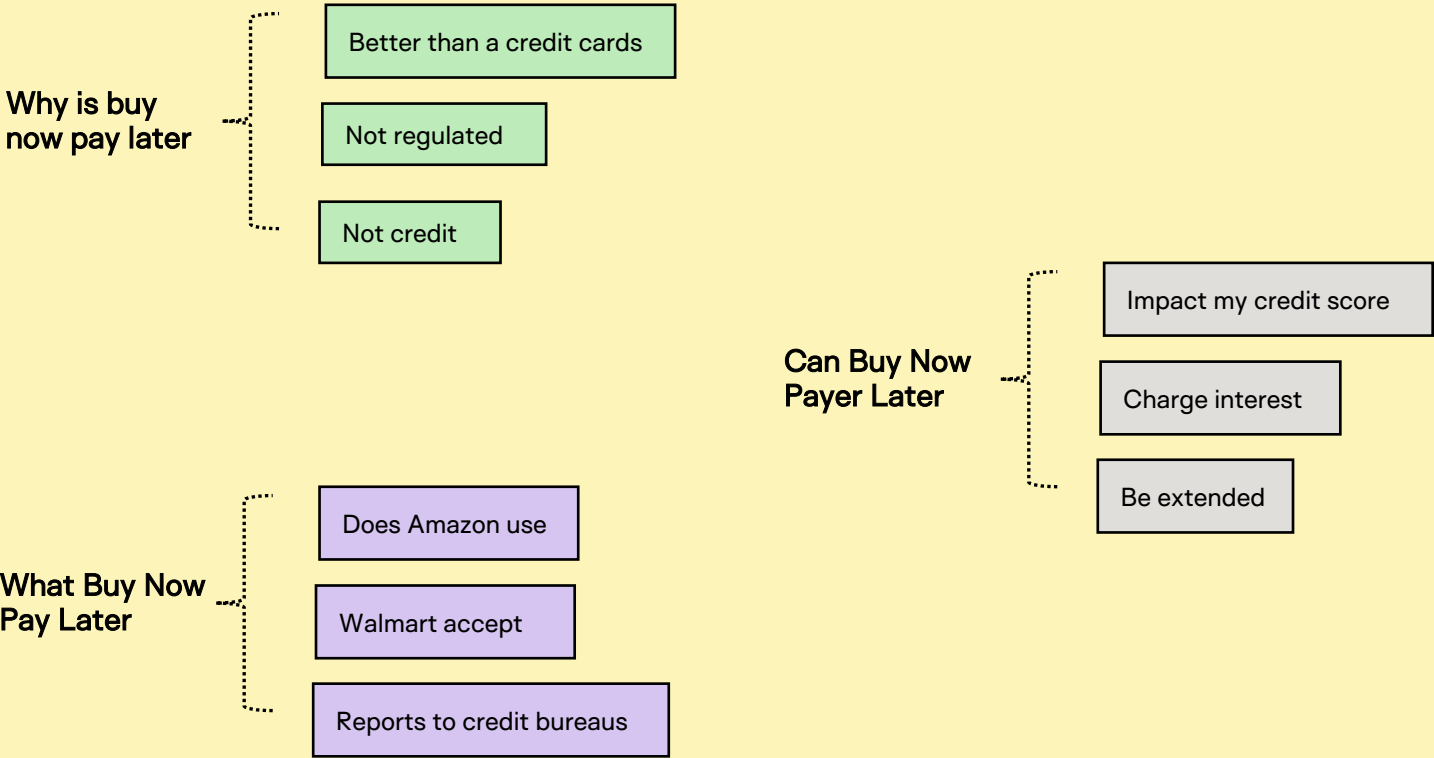 Why is buy
now pay later
Better than a credit cards
Not regulated
Not credit
Can Buy Now
Payer Later
Impact my credit score
Charge interest
Be extended
What Buy Now
Pay Later
Does Amazon use
Walmart accept
Reports to credit bureaus